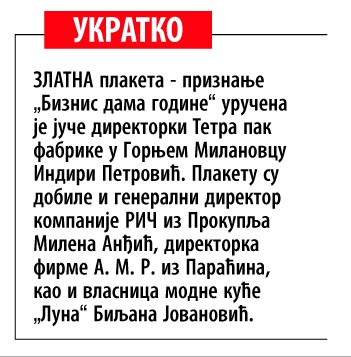 УКРАТКО
ЗЛАТНА плакета - признање
„Бизнис дама године“ уручена
је јуче директорки Тетра пак
фабрике у Горњем Милановцу
Индири Петровић. Плакету су
добиле и генерални директор
компаније РИЧ из Прокупља
Милена Анђић, директорка
фирме А. М. Р. из Параћина,
као и власница модне куће
„Луна“ Биљана Јовановић.